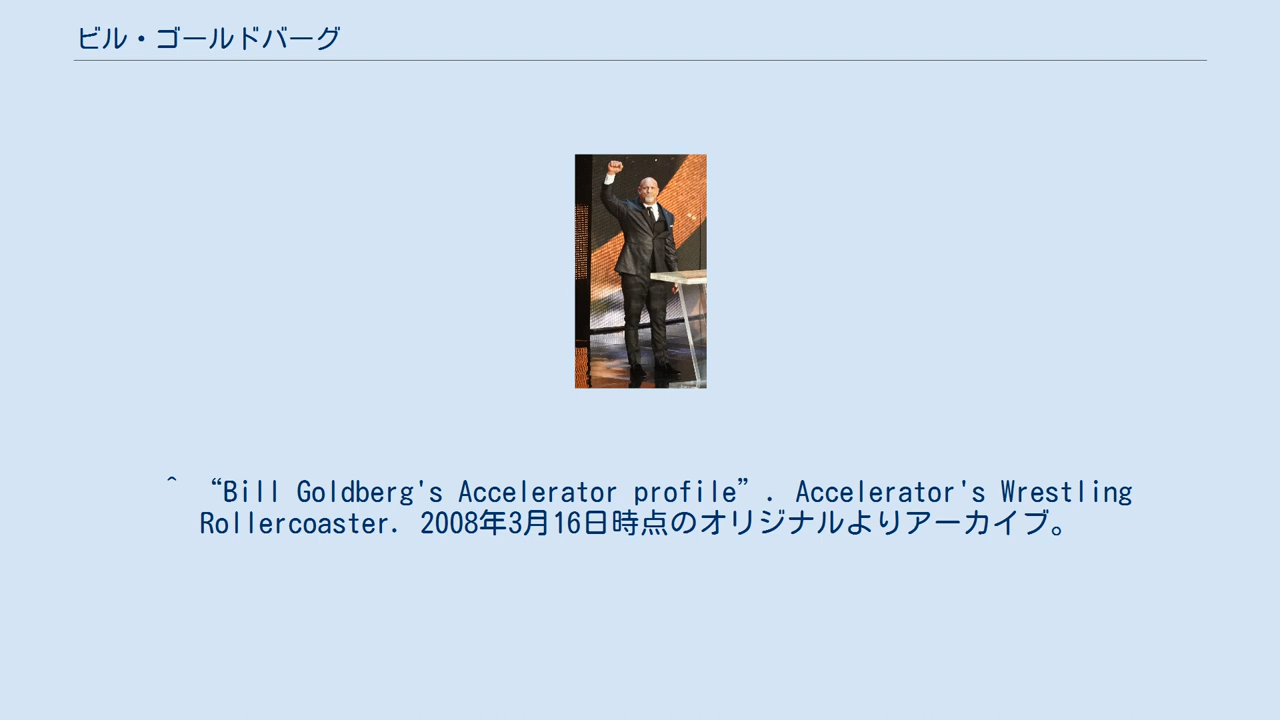 ビル・ゴールドバーグ
^ “Bill Goldberg's Accelerator profile”. Accelerator's Wrestling
Rollercoaster. 2008年3月16日時点のオリジナルよりアーカイブ。